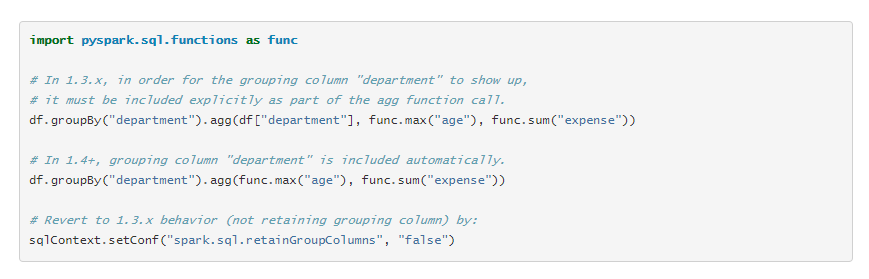 import pyspark.sql.functions as func
# In 1.3.x, in order for the grouping column "department" to show up,
# it must be included explicitly as part of the agg function call.
df.groupBy("department").agg(df["department"], func.max("age"), func.sum("expense"))
# In 1.4+, grouping column "department" is included automatically.
df.groupBy("department").agg(func.max("age"), func.sum("expense"))
# Revert to 1.3.x behavior (not retaining grouping column) by:
sqlContext.setConf("spark.sql.retainGroupColumns", "false")